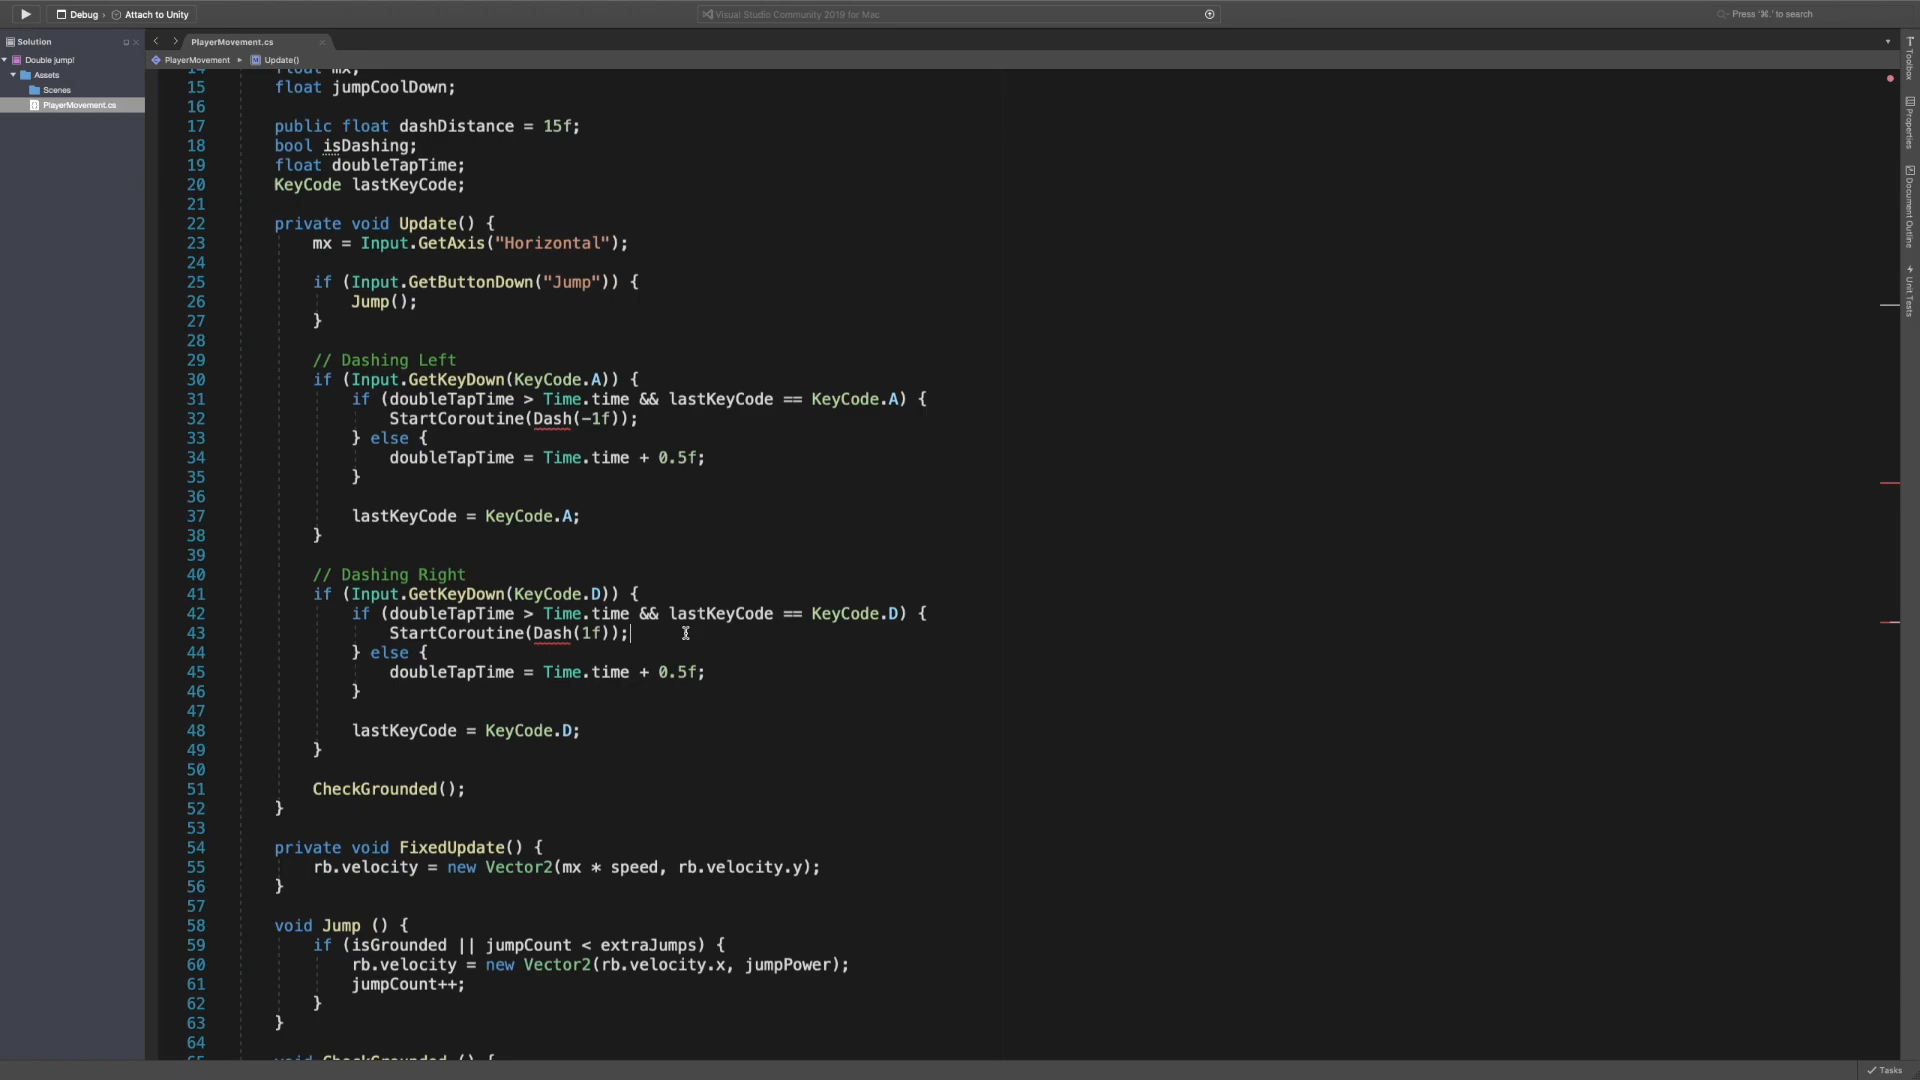 Debug › Attach to Unity
Visual Studio Community 2019 for Mac
Press '⌘.' to search
Solution
PlayerMovement.cs
Double jump!
PlayerMovement ▸ Update()
Assets
Scenes
PlayerMovement.cs
Toolbox
Properties
Document Outline
Unit Tests
14 float mx;
15 float jumpCoolDown;
16
17 public float dashDistance = 15f;
18 bool isDashing;
19 float doubleTapTime;
20 KeyCode lastKeyCode;
21
22 private void Update() {
23 mx = Input.GetAxis("Horizontal");
24
25 if (Input.GetButtonDown("Jump")) {
26 Jump();
27 }
28
29 // Dashing Left
30 if (Input.GetKeyDown(KeyCode.A)) {
31 if (doubleTapTime > Time.time && lastKeyCode == KeyCode.A) {
32 StartCoroutine(Dash(-1f));
33 } else {
34 doubleTapTime = Time.time + 0.5f;
35 }
36
37 lastKeyCode = KeyCode.A;
38 }
39
40 // Dashing Right
41 if (Input.GetKeyDown(KeyCode.D)) {
42 if (doubleTapTime > Time.time && lastKeyCode == KeyCode.D) {
43 StartCoroutine(Dash(1f));
44 } else {
45 doubleTapTime = Time.time + 0.5f;
46 }
47
48 lastKeyCode = KeyCode.D;
49 }
50
51 CheckGrounded();
52 }
53
54 private void FixedUpdate() {
55 rb.velocity = new Vector2(mx * speed, rb.velocity.y);
56 }
57
58 void Jump () {
59 if (isGrounded || jumpCount < extraJumps) {
60 rb.velocity = new Vector2(rb.velocity.x, jumpPower);
61 jumpCount++;
62 }
63 }
64
65 void CheckGrounded () {
Tasks